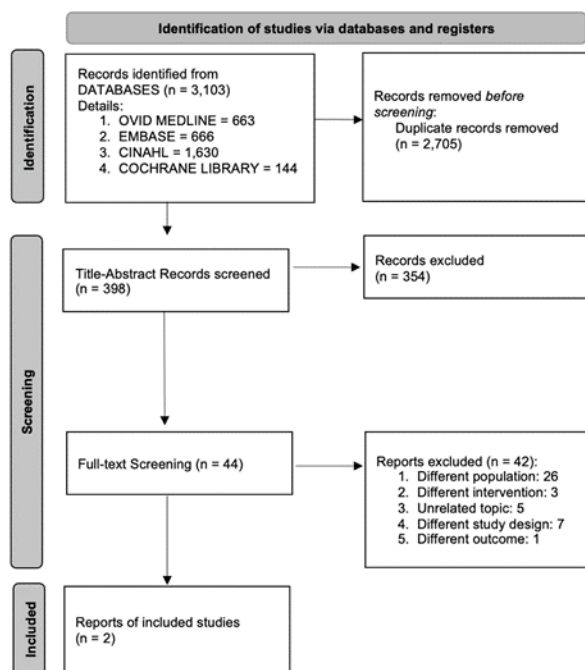 Identification of studies via databases and registers
Identification
Records identified from
DATABASES (n = 3,103)
Details:
1. OVID MEDLINE = 663
2. EMBASE = 666
3. CINAHL = 1,630
4. COCHRANE LIBRARY = 144
Records removed before
screening:
Duplicate records removed
(n = 2,705)
Screening
Title-Abstract Records screened
(n = 398)
Records excluded
(n = 354)
Full-text Screening (n = 44)
Reports excluded (n = 42):
1. Different population: 26
2. Different intervention: 3
3. Unrelated topic: 5
4. Different study design: 7
5. Different outcome: 1
Included
Reports of included studies
(n = 2)